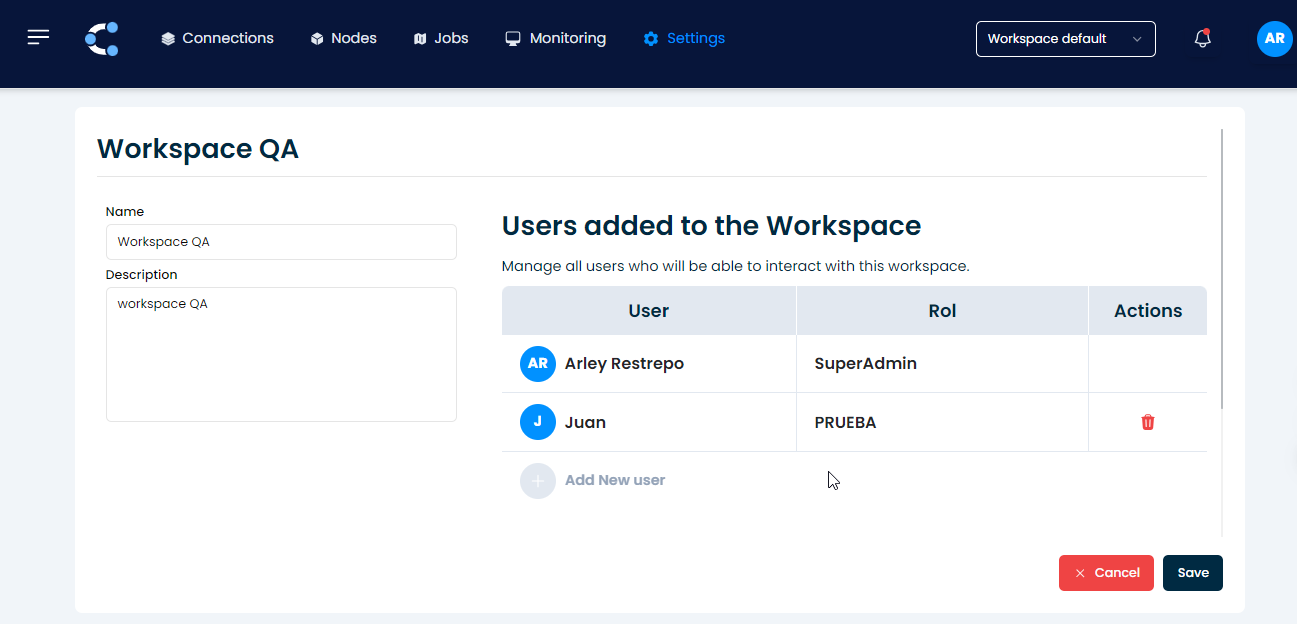 Connections
Nodes
Jobs
Monitoring
Settings
Workspace default
AR
Workspace QA
Name
Workspace QA
Description
workspace QA
Users added to the Workspace
Manage all users who will be able to interact with this workspace.
User Rol Actions
AR Arley Restrepo SuperAdmin
J Juan PRUEBA
Add New user
Cancel
Save